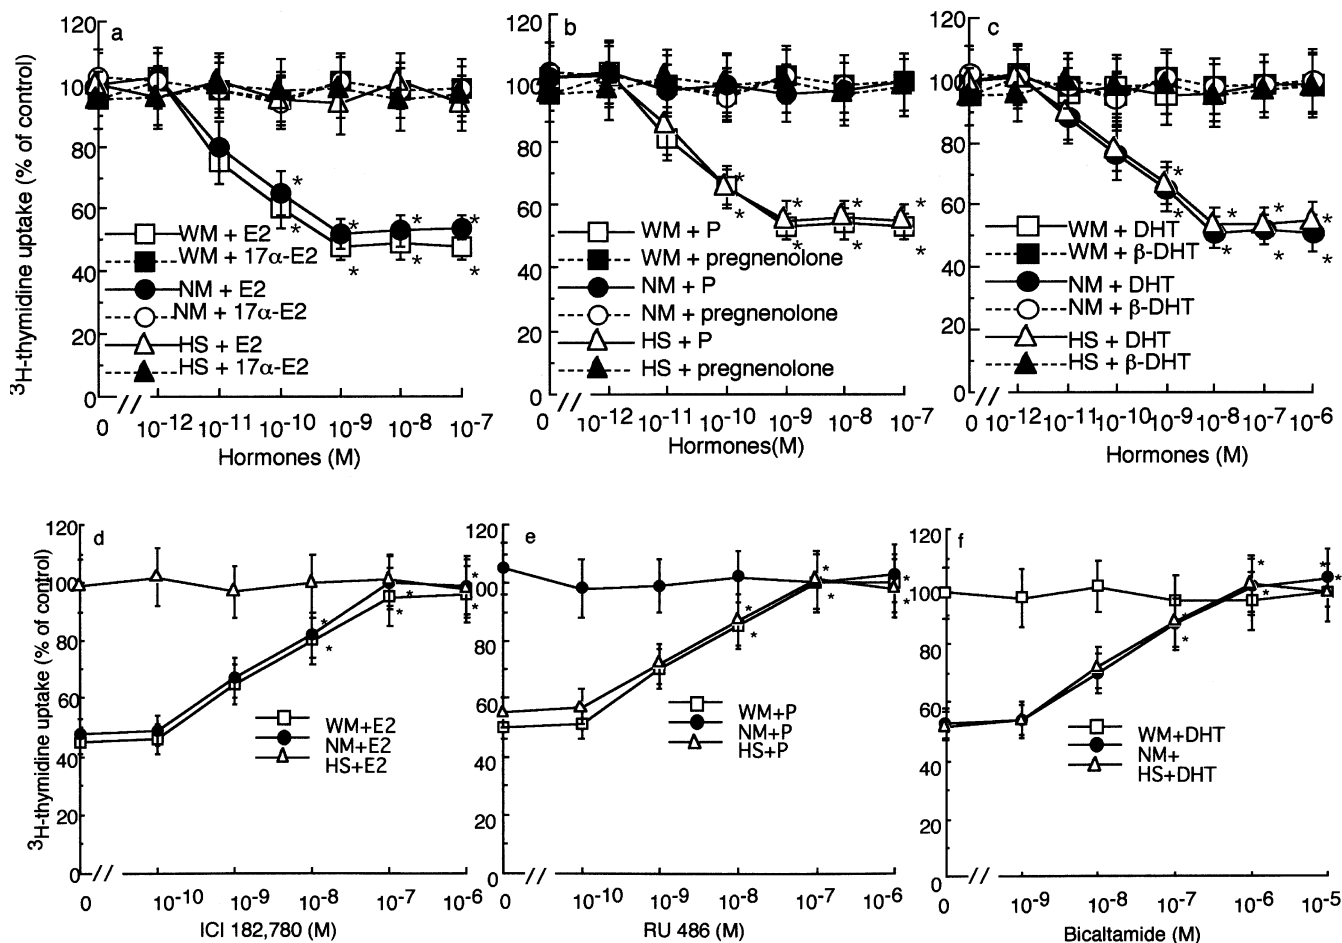 a
120
100
80
60
40
20
0
³H-thymidine uptake (% of control)
WM + E2
WM + 17α-E2
NM + E2
NM + 17α-E2
HS + E2
HS + 17α-E2
0 // 10-12 10-11 10-10 10-9 10-8 10-7
Hormones (M)
b
120
100
80
60
40
20
0
WM + P
WM + pregnenolone
NM + P
NM + pregnenolone
HS + P
HS + pregnenolone
0 // 10-12 10-11 10-10 10-9 10-8 10-7
Hormones(M)
c
120
100
80
60
40
20
0
WM + DHT
WM + β-DHT
NM + DHT
NM + β-DHT
HS + DHT
HS + β-DHT
0 // 10-12 10-11 10-10 10-9 10-8 10-7 10-6
Hormones (M)
d
120
100
80
60
40
20
0
³H-thymidine uptake (% of control)
WM+E2
NM+E2
HS+E2
0 // 10-10 10-9 10-8 10-7 10-6
ICI 182,780 (M)
e
120
100
80
60
40
20
0
WM+P
NM+P
HS+P
0 // 10-10 10-9 10-8 10-7 10-6
RU 486 (M)
f
120
100
80
60
40
20
0
WM+DHT
NM+
HS+DHT
0 // 10-9 10-8 10-7 10-6 10-5
Bicaltamide (M)